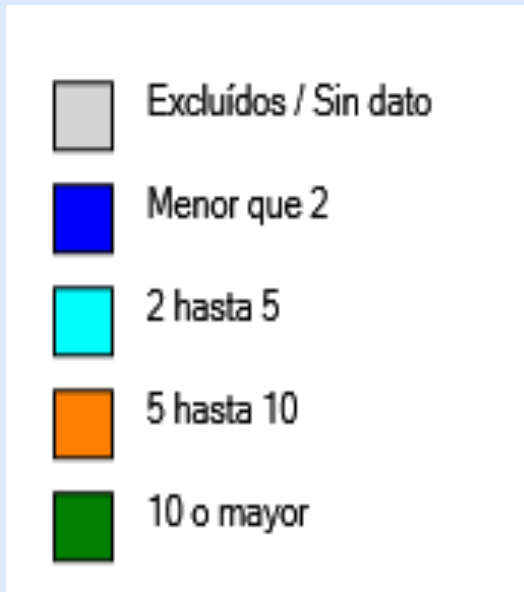 Excluídos / Sin dato
Menor que 2
2 hasta 5
5 hasta 10
10 o mayor